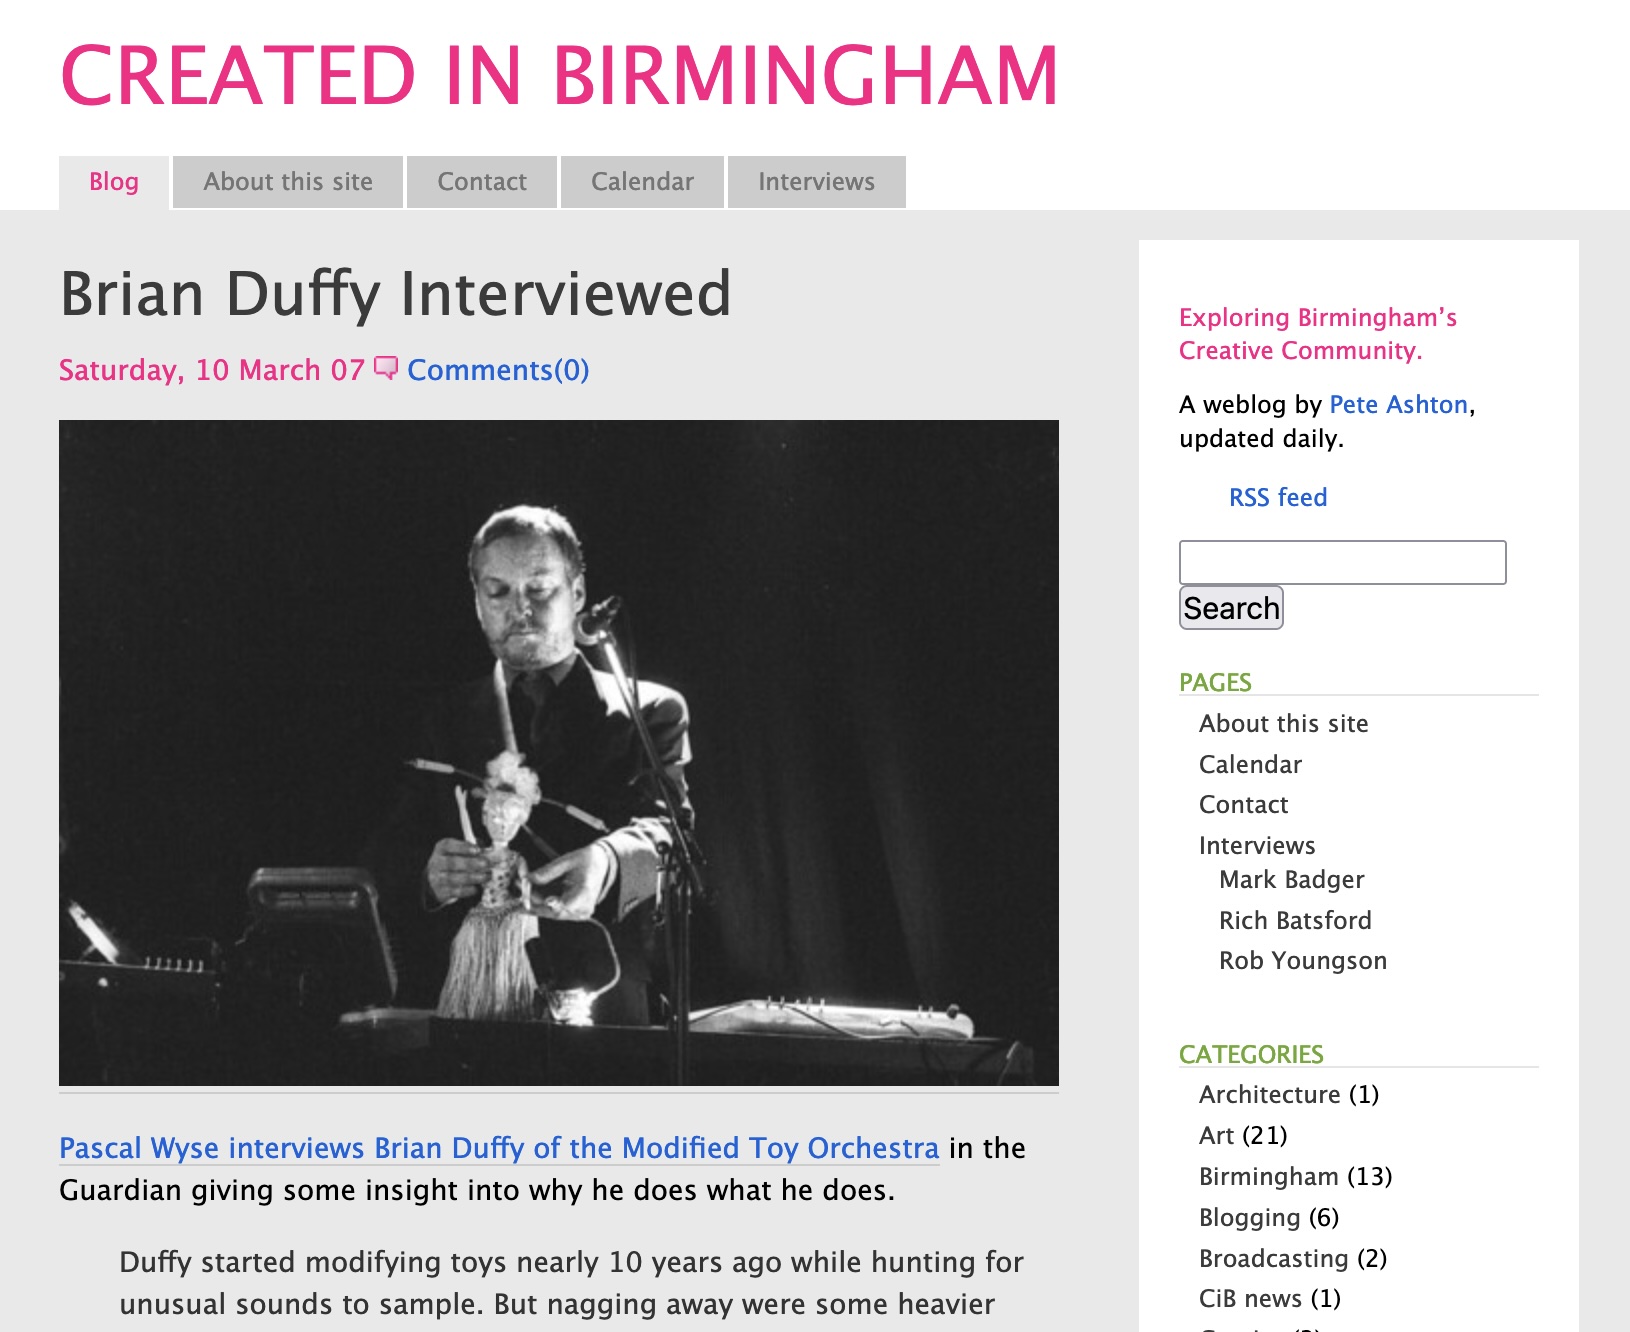 CREATED IN BIRMINGHAM
Blog
About this site
Contact
Calendar
Interviews
Brian Duffy Interviewed
Saturday, 10 March 07 Comments(0)
Pascal Wyse interviews Brian Duffy of the Modified Toy Orchestra in the
Guardian giving some insight into why he does what he does.
Duffy started modifying toys nearly 10 years ago while hunting for
unusual sounds to sample. But nagging away were some heavier
Exploring Birmingham’s
Creative Community.
A weblog by Pete Ashton,
updated daily.
RSS feed
Search
PAGES
About this site
Calendar
Contact
Interviews
Mark Badger
Rich Batsford
Rob Youngson
CATEGORIES
Architecture (1)
Art (21)
Birmingham (13)
Blogging (6)
Broadcasting (2)
CiB news (1)